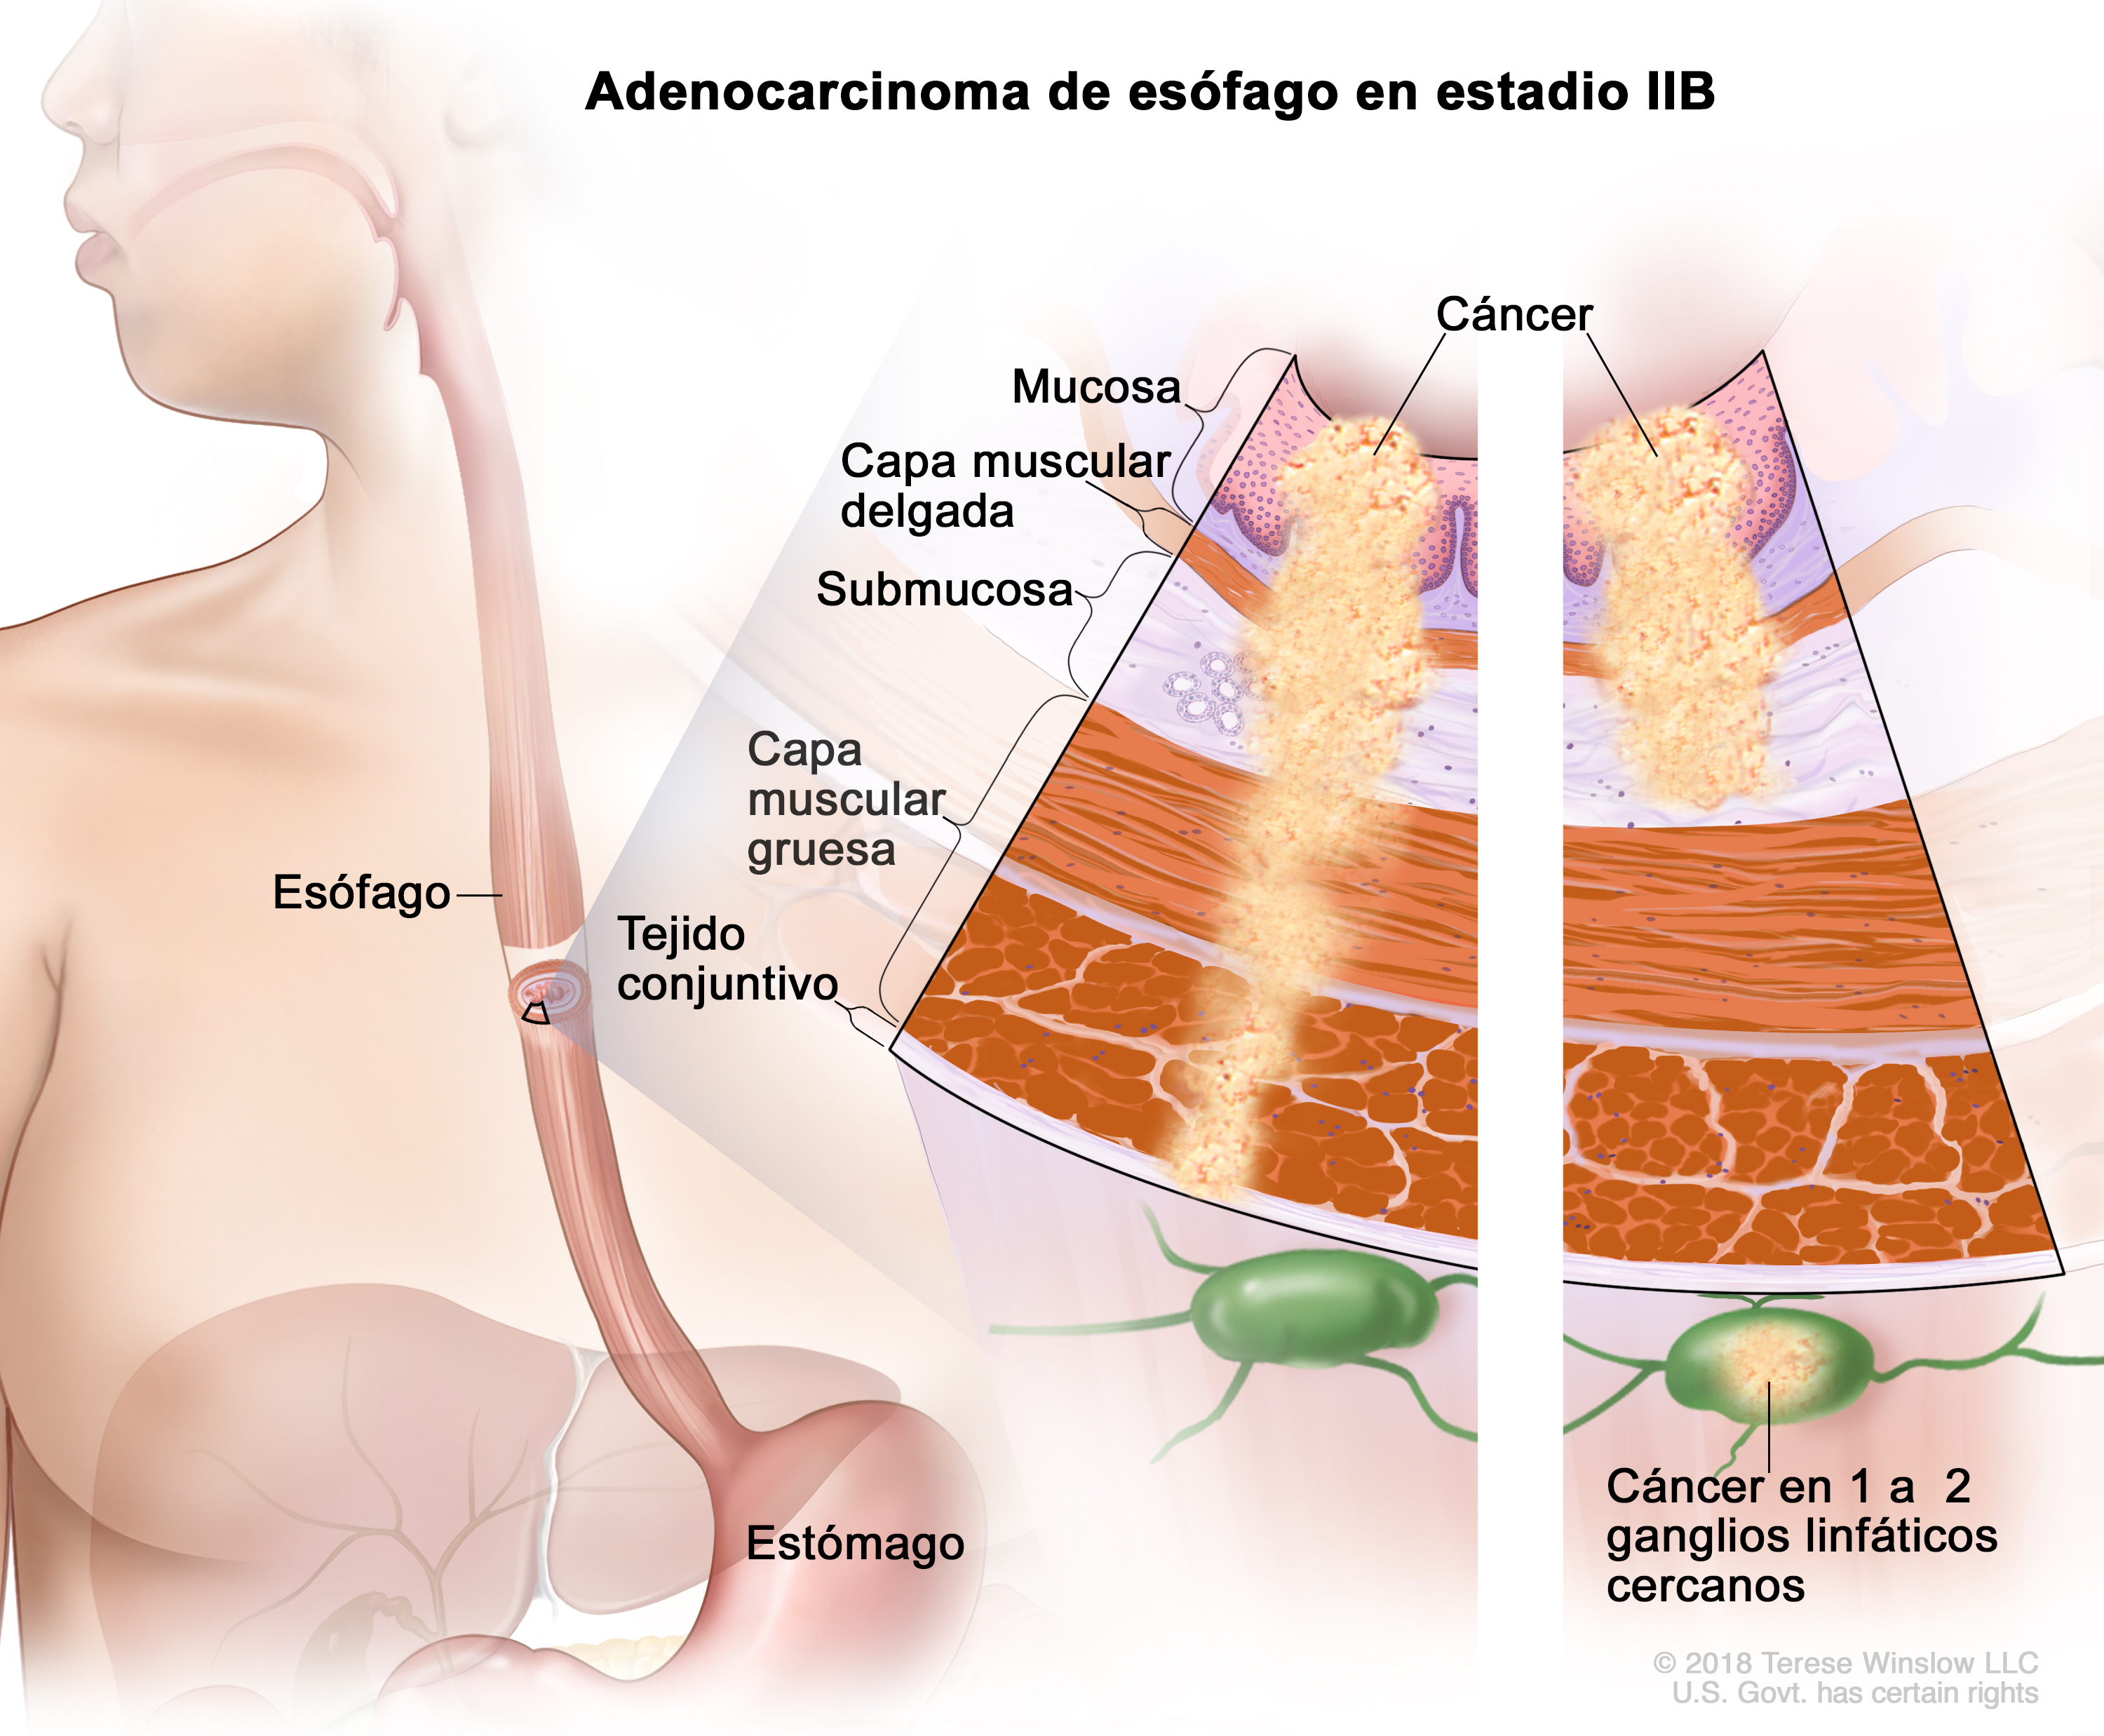 Adenocarcinoma de esófago en estadio IIB
Cáncer
Mucosa
Capa muscular
delgada
Submucosa
Capa
muscular
gruesa
Esófago
Tejido
conjuntivo
Estómago
Cáncer en 1 a 2
ganglios linfáticos
cercanos
© 2018 Terese Winslow LLC
U.S. Govt. has certain rights